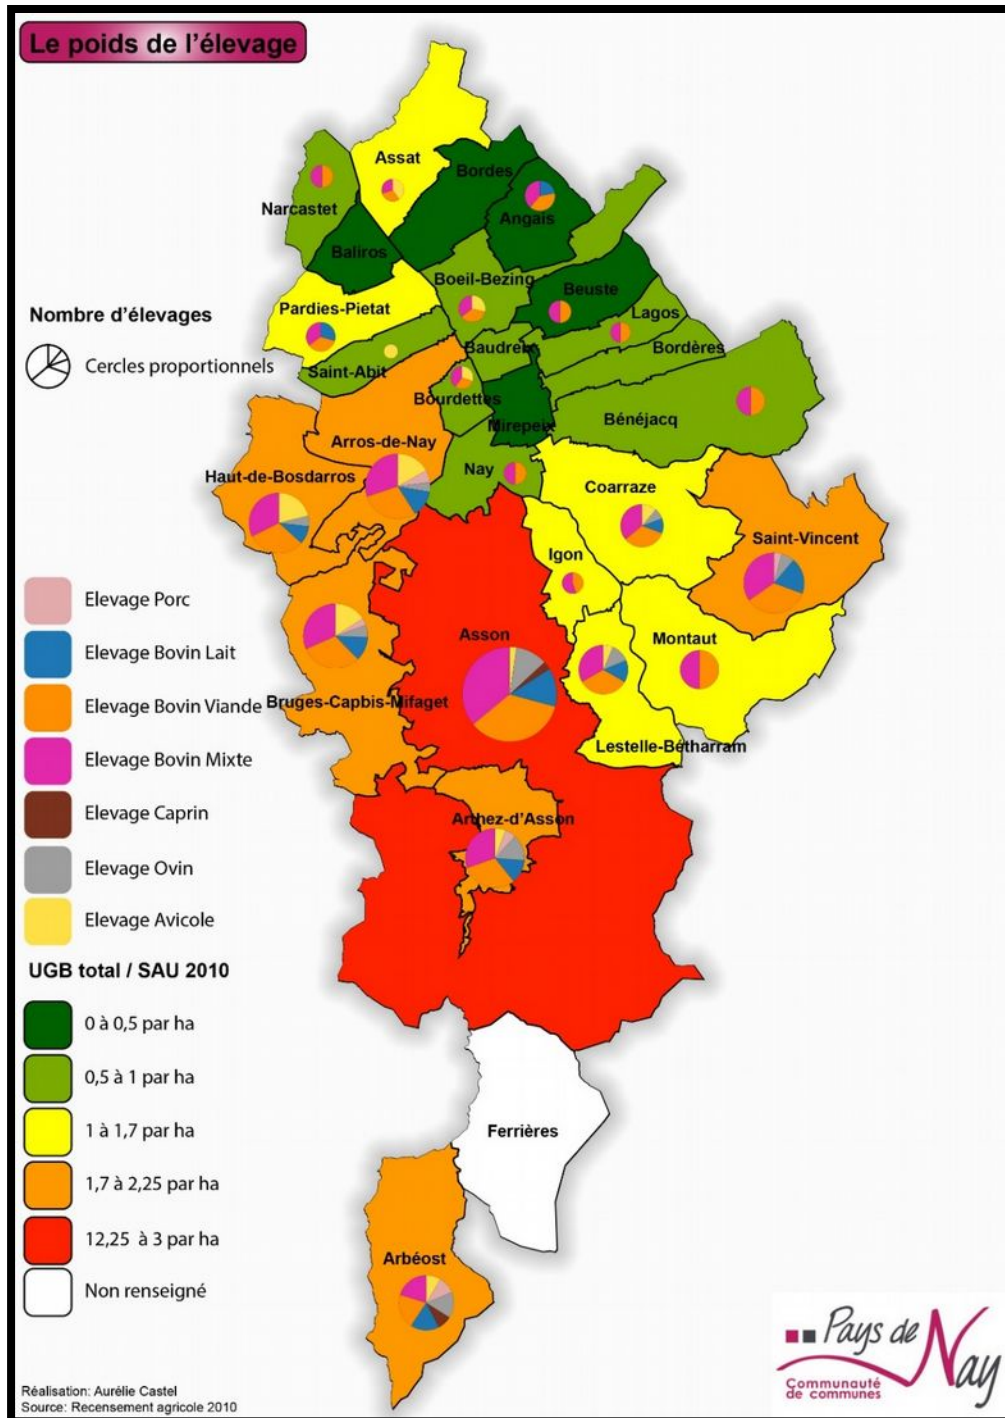 Le poids de l'élevage
Assat
Bordes
Narcastet
Angais
Baliros
Boeil-Bezing
Beuste
Pardies-Pietat
Lagos
Baudreix
Bordères
Saint-Abit
Bourdettes
Mirepeix
Bénéjacq
Arros-de-Nay
Nay
Haut-de-Bosdarros
Coarraze
Saint-Vincent
Igon
Asson
Montaut
Bruges-Capbis-Mifaget
Lestelle-Bétharram
Arthez-d'Asson
Ferrières
Arbéost
Nombre d'élevages
Cercles proportionnels
Elevage Porc
Elevage Bovin Lait
Elevage Bovin Viande
Elevage Bovin Mixte
Elevage Caprin
Elevage Ovin
Elevage Avicole
UGB total / SAU 2010
0 à 0,5 par ha
0,5 à 1 par ha
1 à 1,7 par ha
1,7 à 2,25 par ha
12,25 à 3 par ha
Non renseigné
Réalisation: Aurélie Castel
Source: Recensement agricole 2010
Pays de Nay
Communauté
de communes